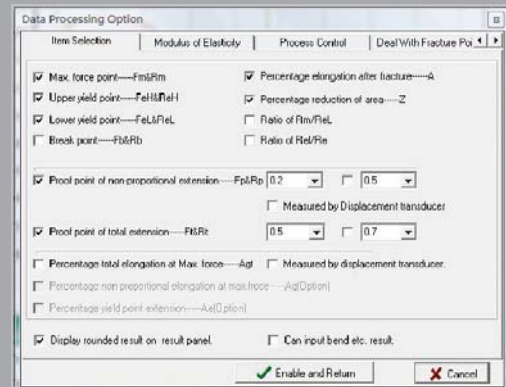 Data Processing Option
Item Selection Modulus of Elasticity Process Control Deal With Fracture Poi
Max. force point-----Fm&Rm Percentage elongation after fracture-----A
Upper yield point----FeH&ReH Percentage reduction of area-----Z
Lower yield point----FeL&ReL Ratio of Rm/ReL
Break point---Fb&Rb Ratio of Rel/Re
Proof point of non proportional extension----Fp&Rp 0.2 0.5
Measured by Displacement transducer
Proof point of total extension----Ft&Rt 0.5 0.7
Percentage total elongation at Max. force----Agt Measured by displacement transducer.
Percentage non proportional elongation at max.froce ---Ag(Option)
Percentage yield point extension----Ae(Option)
Display rounded result on result panel. Can input bend etc. result.
Enable and Return Cancel